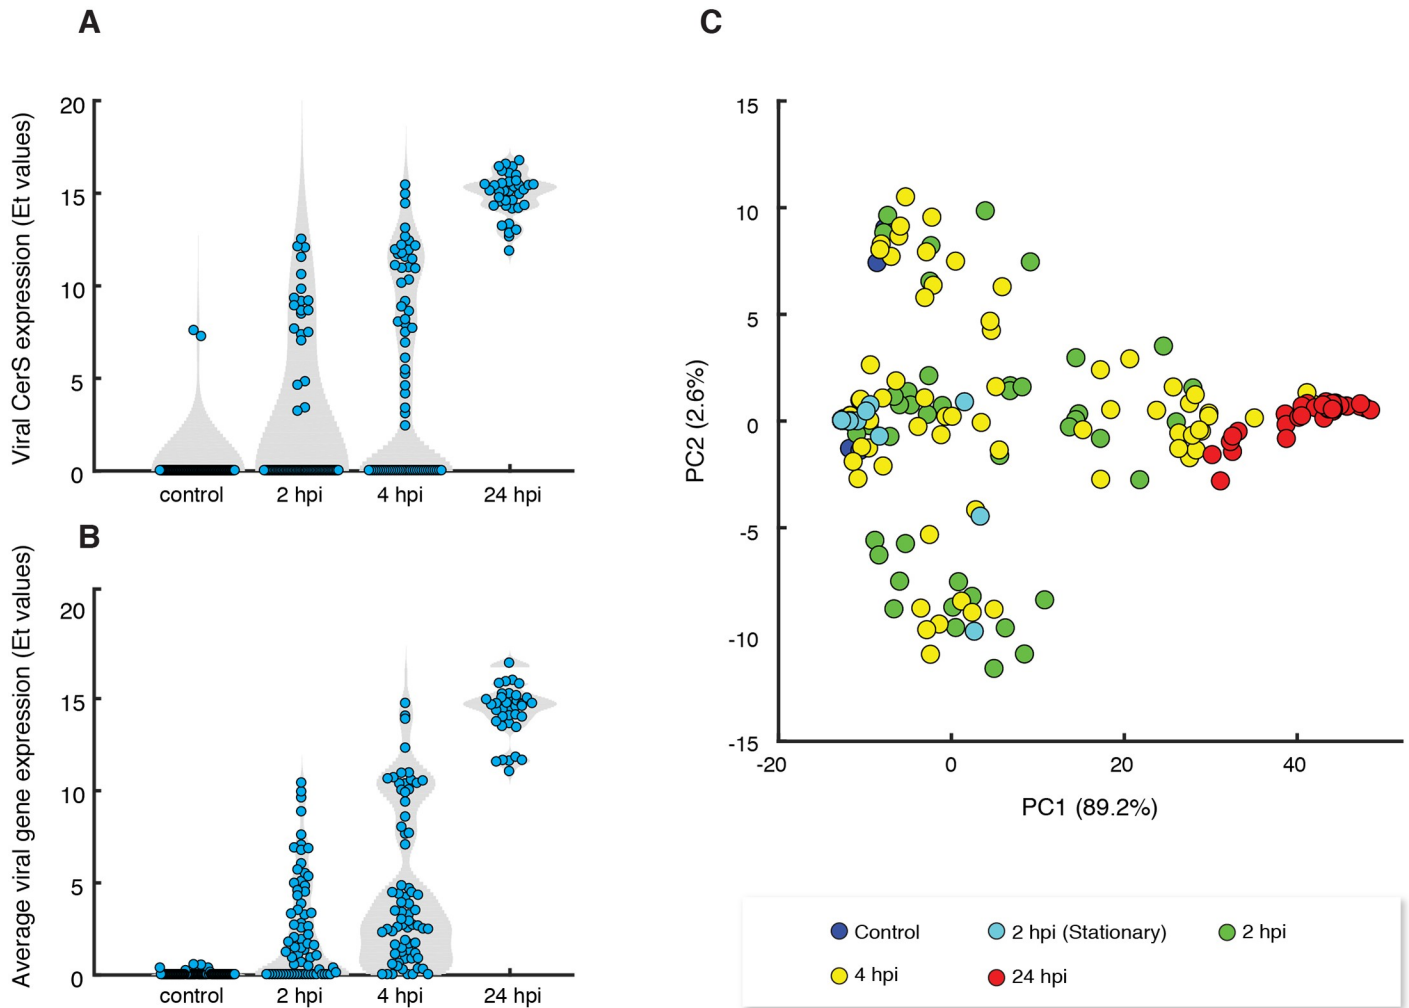 A
Viral CerS expression (Et values)
20
15
10
5
0
control
2 hpi
4 hpi
24 hpi
B
Average viral gene expression (Et values)
20
15
10
5
0
control
2 hpi
4 hpi
24 hpi
C
PC2 (2.6%)
15
10
5
0
-5
-10
-15
-20
0
20
40
PC1 (89.2%)
Control
2 hpi (Stationary)
2 hpi
4 hpi
24 hpi